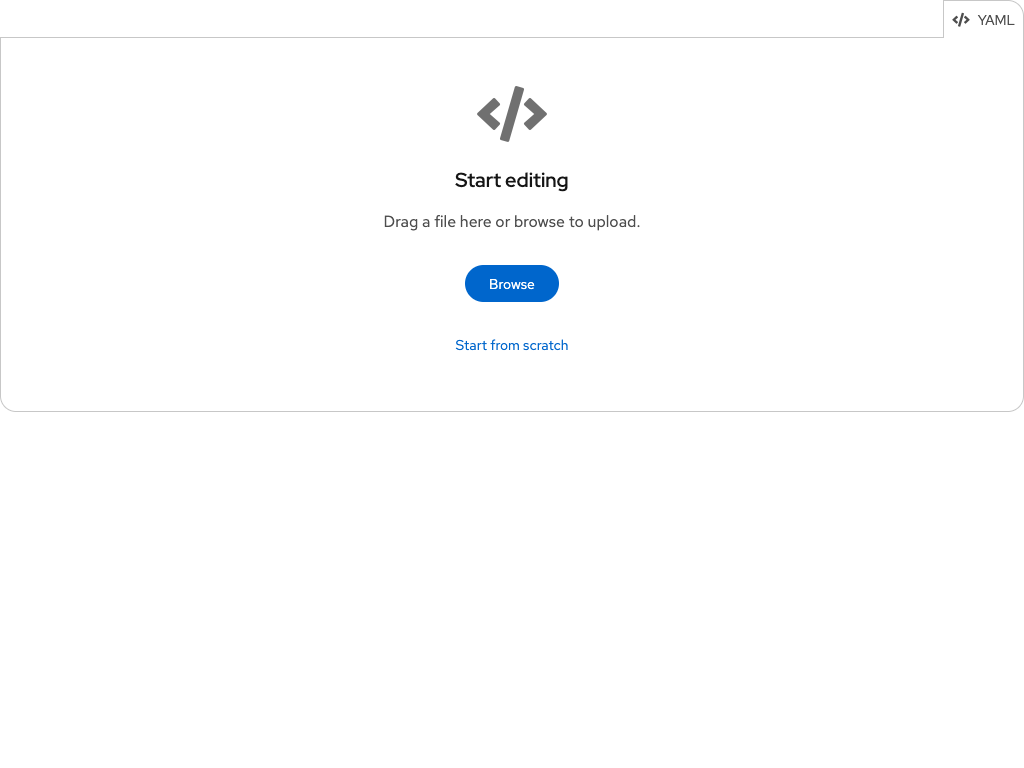 YAML
Start editing
Drag a file here or browse to upload.
Browse
Start from scratch